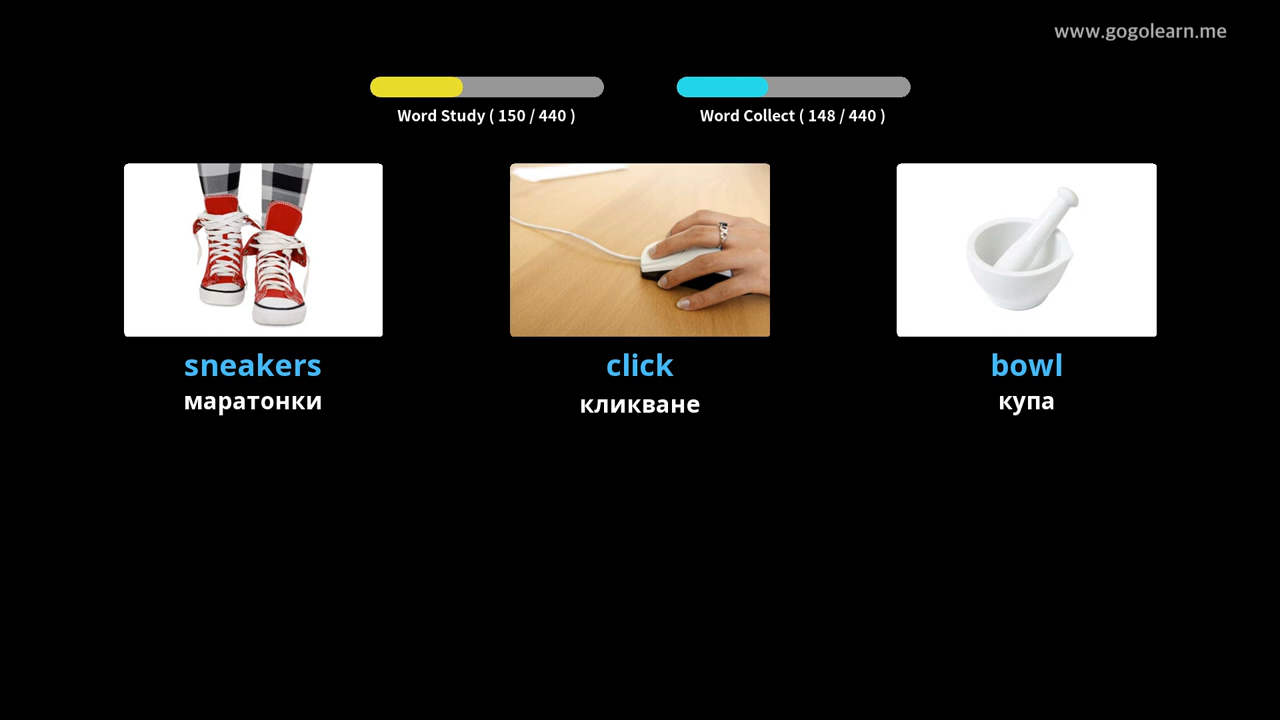 www.gogolearn.me
Word Study ( 150 / 440 )
Word Collect ( 148 / 440 )
sneakers
маратонки
click
кликване
bowl
купа